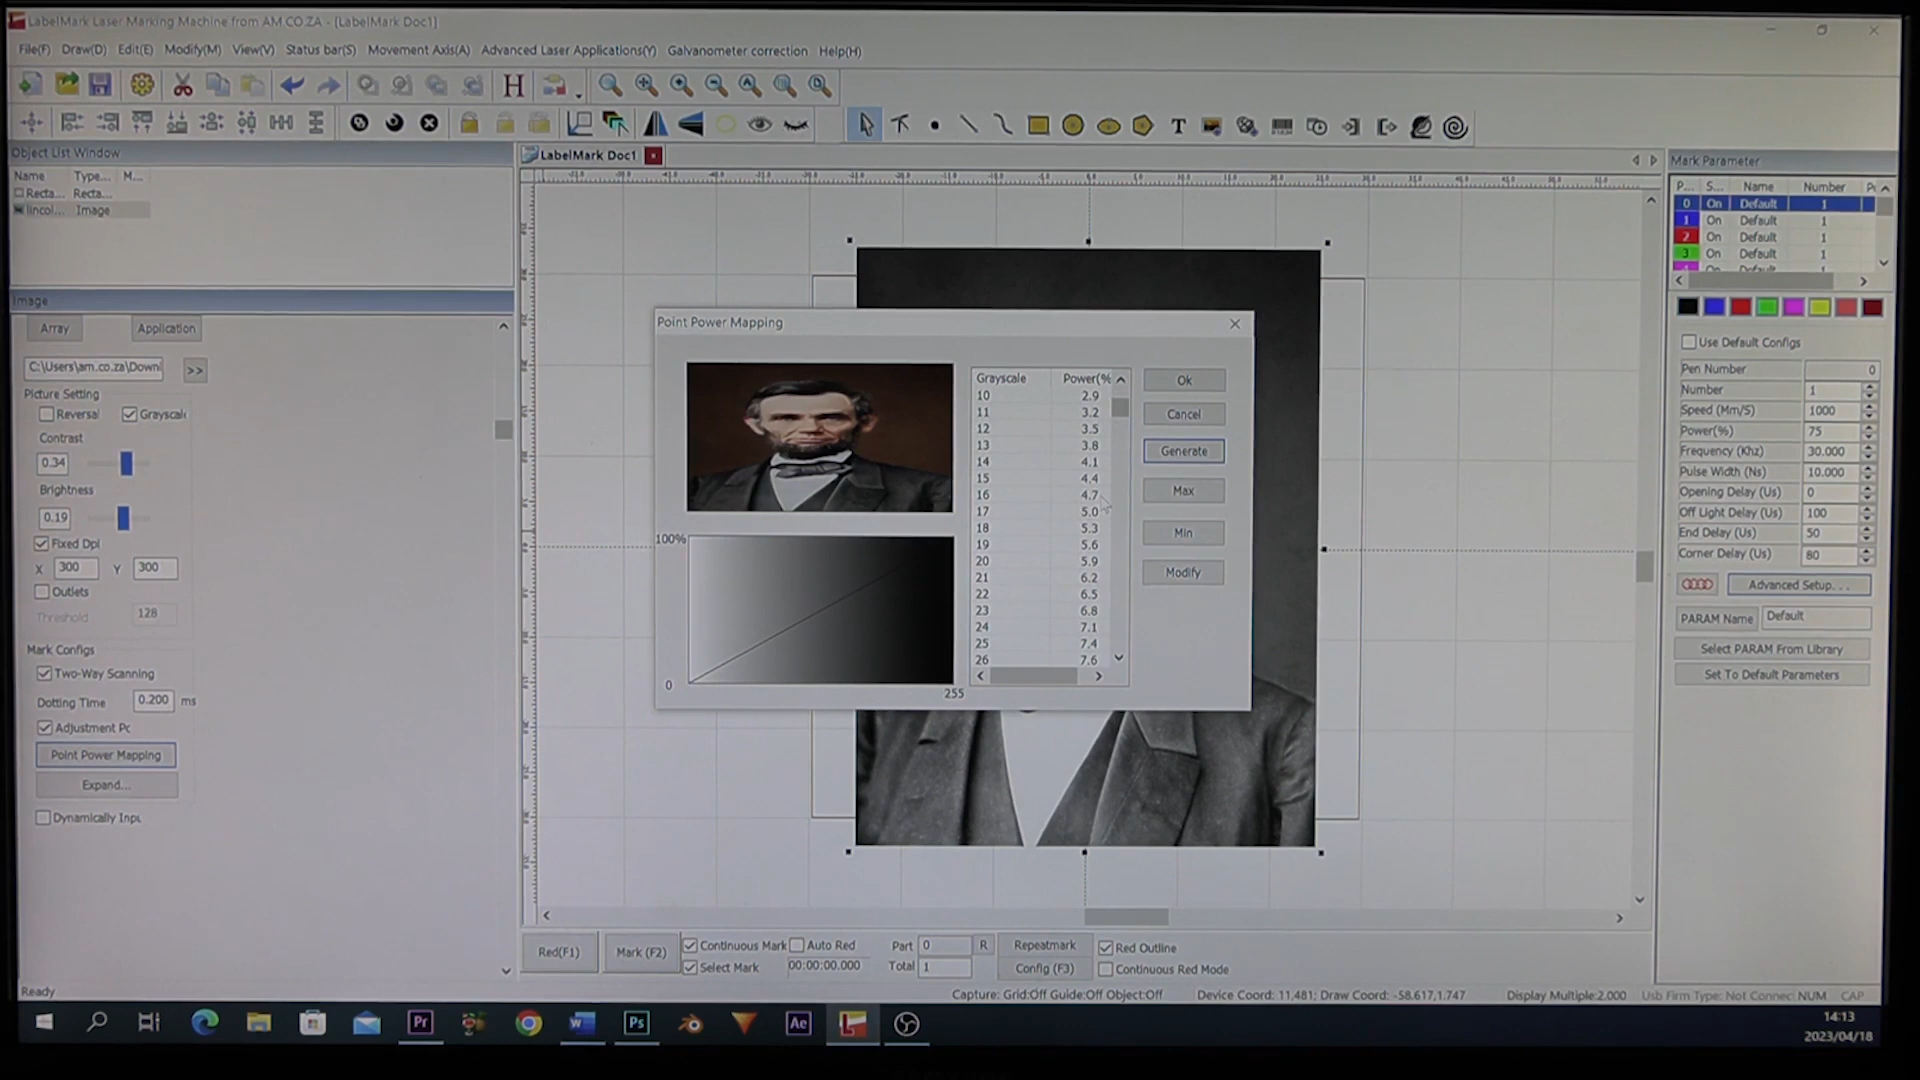 LabelMark Laser Marking Machine from AM.CO.ZA - [LabelMark Doc1]
File(F) Draw(D) Edit(E) Modify(M) View(V) Status bar(S) Movement Axis(A) Advanced Laser Applications(Y) Galvanometer correction Help(H)
H
T
Object List Window
Name Type... M...
Recta... Recta...
lincol... Image
LabelMark Doc1
Image
Array Application
C:\Users\am.co.za\Downl >>
Picture Setting
Reversal Grayscale
Contrast
0.34
Brightness
0.19
Fixed DpI
X 300 Y 300
Outlets
Threshold 128
Mark Configs
Two-Way Scanning
Dotting Time 0.200 ms
Adjustment Pc
Point Power Mapping
Expand...
Dynamically Inpu
Point Power Mapping
100%
0
255
Grayscale Power(%
10 2.9
11 3.2
12 3.5
13 3.8
14 4.1
15 4.4
16 4.7
17 5.0
18 5.3
19 5.6
20 5.9
21 6.2
22 6.5
23 6.8
24 7.1
25 7.4
26 7.6
Ok
Cancel
Generate
Max
Min
Modify
Mark Parameter
P... S... Name Number
0 On Default 1
1 On Default 1
2 On Default 1
3 On Default 1
Use Default Configs
Pen Number 0
Number 1
Speed (Mm/S) 1000
Power(%) 75
Frequency (Khz) 30.000
Pulse Width (Ns) 10.000
Opening Delay (Us) 0
Off Light Delay (Us) 100
End Delay (Us) 50
Corner Delay (Us) 80
Advanced Setup. . .
PARAM Name Default
Select PARAM From Library
Set To Default Parameters
Red(F1) Mark (F2) Continuous Mark Auto Red Part 0 R Repeatmark Red Outline
Select Mark 00:00:00.000 Total 1 Config (F3) Continuous Red Mode
Ready
Capture: Grid:Off Guide:Off Object:Off Device Coord: 11,481; Draw Coord: -58.617,1.747 Display Multiple:2.000 Usb Firm Type: Not Connec NUM CAP
Pr
Ps
Ae
14:13
2023/04/18